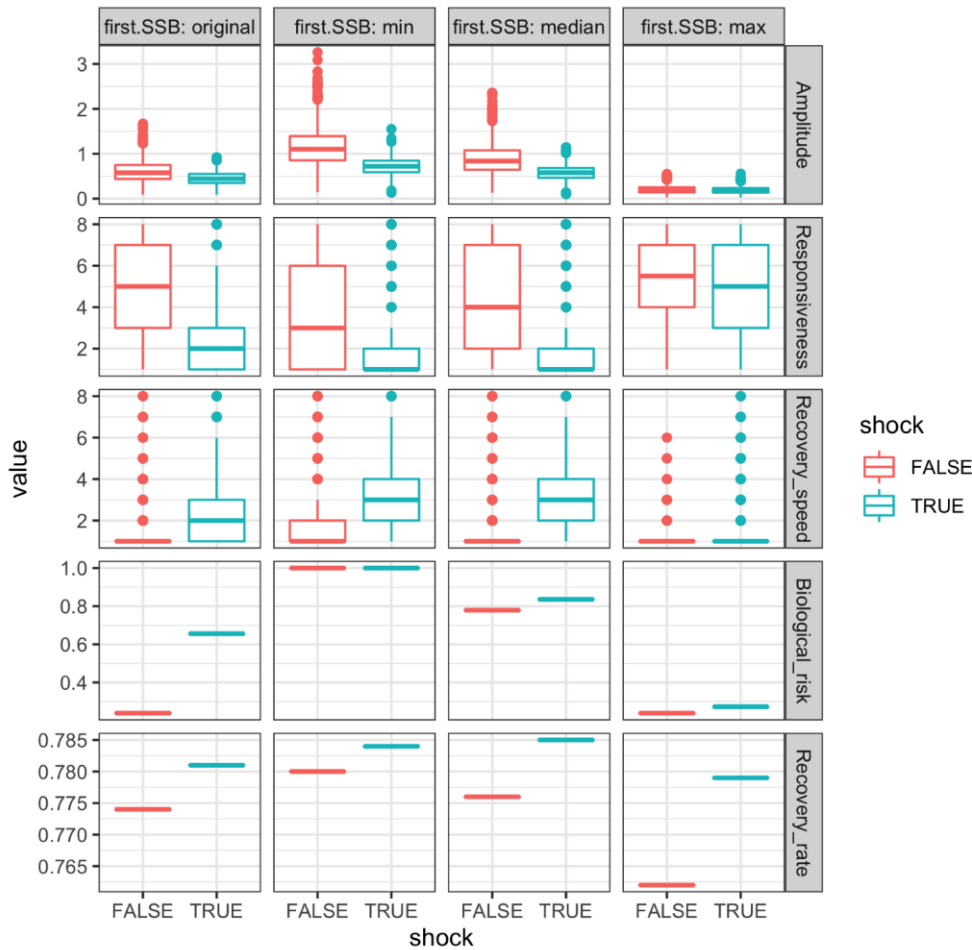 first.SSB: original first.SSB: min first.SSB: median first.SSB: max
3
2
1
0
Amplitude
8
6
4
2
Responsiveness
8
6
4
2
Recovery_speed
1.0
0.8
0.6
0.4
Biological_risk
0.785
0.780
0.775
0.770
0.765
Recovery_rate
value
FALSE TRUE FALSE TRUE FALSE TRUE FALSE TRUE
shock
shock
FALSE
TRUE